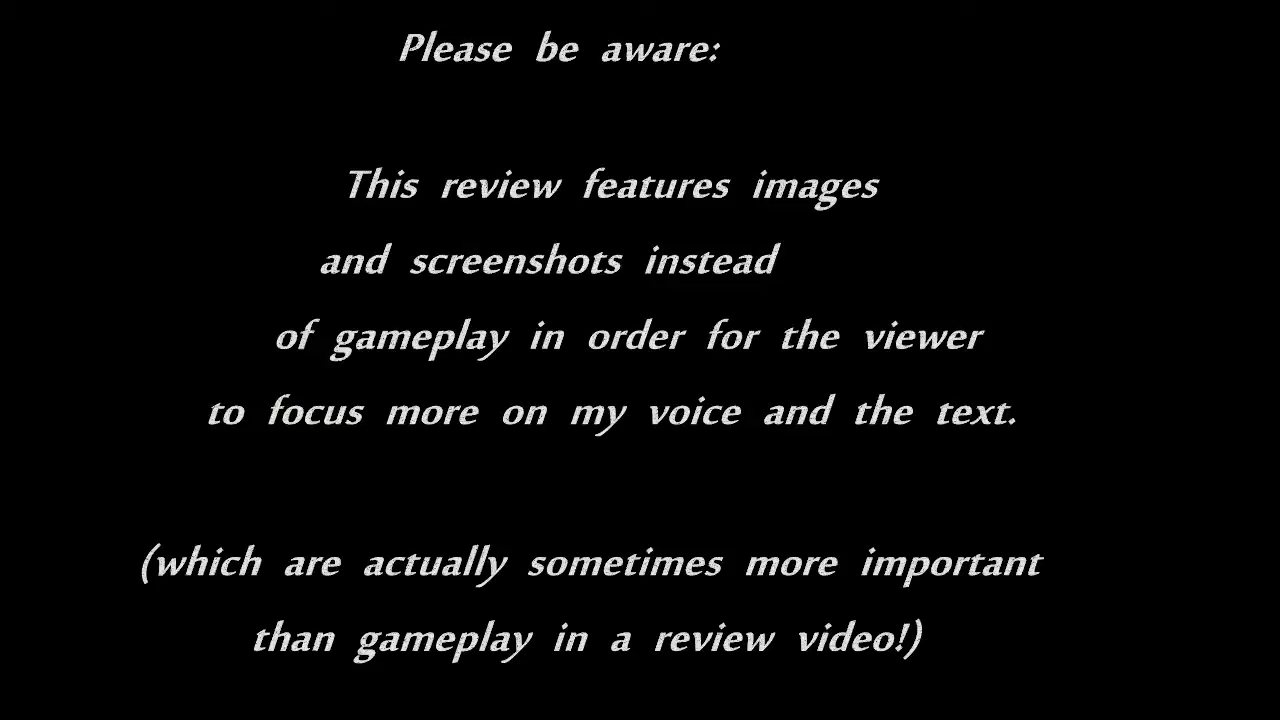 Please be aware:
This review features images
and screenshots instead
of gameplay in order for the viewer
to focus more on my voice and the text.
(which are actually sometimes more important
than gameplay in a review video!)